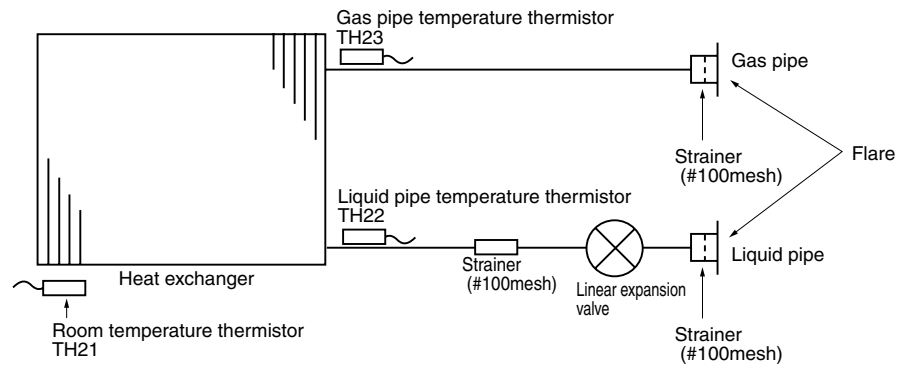 Gas pipe temperature thermistor
TH23
Gas pipe
Strainer
(#100mesh)
Flare
Liquid pipe temperature thermistor
TH22
Liquid pipe
Strainer
(#100mesh)
Linear expansion
valve
Heat exchanger
Strainer
(#100mesh)
Room temperature thermistor
TH21